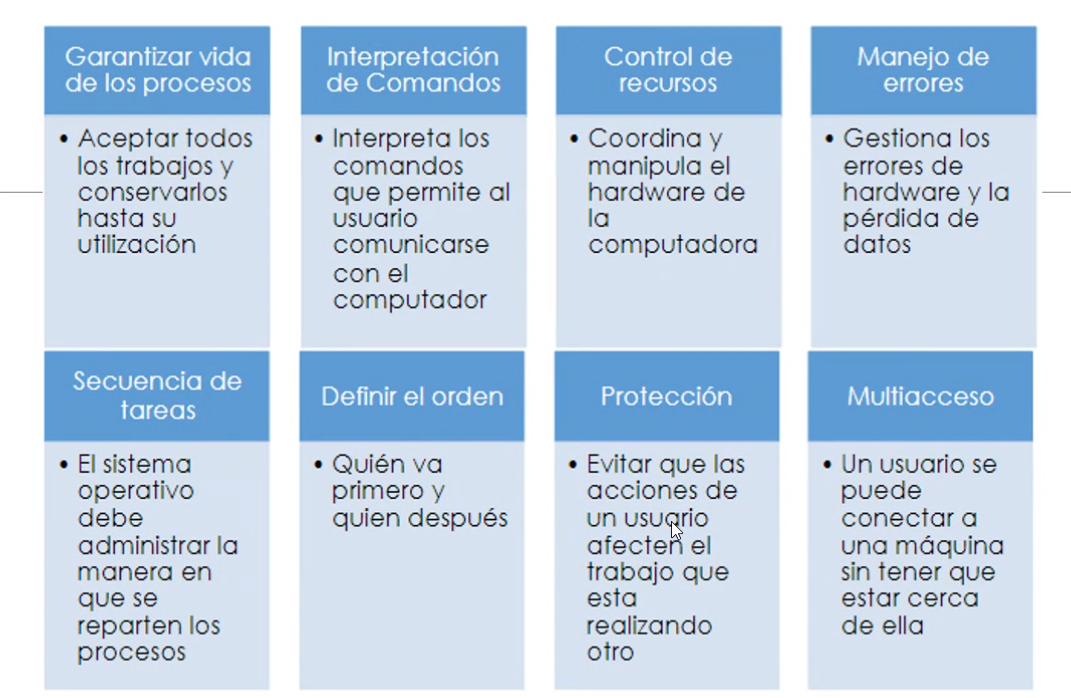 Garantizar vida
de los procesos
• Aceptar todos
los trabajos y
conservarlos
hasta su
utilización
Interpretación
de Comandos
• Interpreta los
comandos
que permite al
usuario
comunicarse
con el
computador
Control de
recursos
• Coordina y
manipula el
hardware de
la
computadora
Manejo de
errores
• Gestiona los
errores de
hardware y la
pérdida de
datos
Secuencia de
tareas
• El sistema
operativo
debe
administrar la
manera en
que se
reparten los
procesos
Definir el orden
• Quién va
primero y
quien después
Protección
• Evitar que las
acciones de
un usuario
afecten el
trabajo que
esta
realizando
otro
Multiacceso
• Un usuario se
puede
conectar a
una máquina
sin tener que
estar cerca
de ella